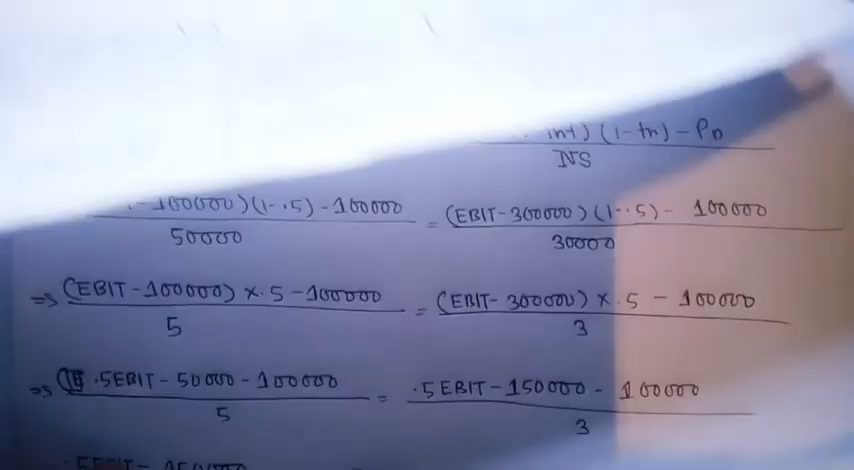 int) (1-tn) - Pn / NS
-100000)(1-.5) - 100000 / 50000 = (EBIT-300000)(1-.5) - 100000 / 30000
=> (EBIT-100000) x.5 - 100000 / 5 = (EBIT-300000) x.5 - 100000 / 3
=> .5EBIT - 50000 - 100000 / 5 = .5EBIT - 150000 - 100000 / 3